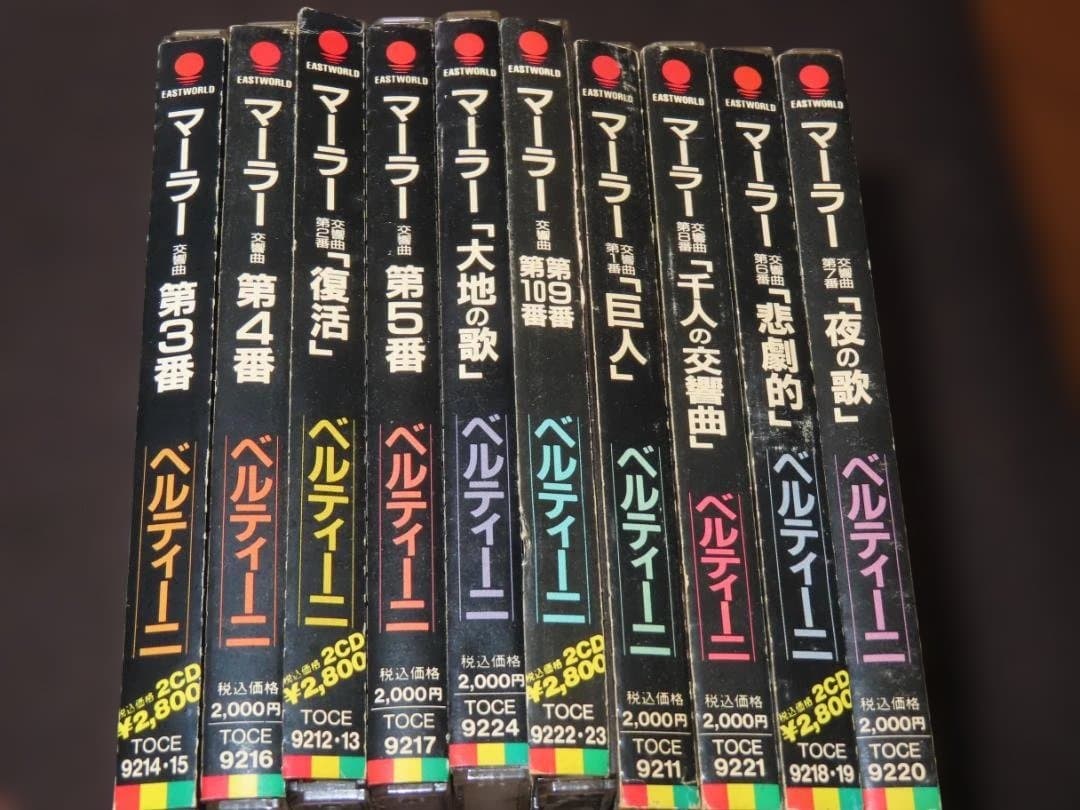 EASTWORLD
マーラー
交響曲
第3番
ベルティーニ
税込価格 2CD
¥2,800
TOCE
9214・15
EASTWORLD
マーラー
交響曲
第4番
ベルティーニ
税込価格
2,000円
TOCE
9216
EASTWORLD
マーラー
交響曲
第2番
「復活」
ベルティーニ
税込価格 2CD
¥2,800
TOCE
9212・13
EASTWORLD
マーラー
交響曲
第5番
ベルティーニ
税込価格
2,000円
TOCE
9217
EASTWORLD
マーラー
「大地の歌」
ベルティーニ
税込価格
2,000円
TOCE
9224
EASTWORLD
マーラー
交響曲
第9番
第10番
ベルティーニ
税込価格 2CD
¥2,800
TOCE
9222・23
EASTWORLD
マーラー
交響曲
第1番
「巨人」
ベルティーニ
税込価格
2,000円
TOCE
9211
EASTWORLD
マーラー
交響曲
第8番
「千人の交響曲」
ベルティーニ
税込価格
2,000円
TOCE
9221
EASTWORLD
マーラー
交響曲
第6番
「悲劇的」
ベルティーニ
税込価格 2CD
¥2,800
TOCE
9218・19
EASTWORLD
マーラー
交響曲
第7番
「夜の歌」
ベルティーニ
税込価格
2,000円
TOCE
9220